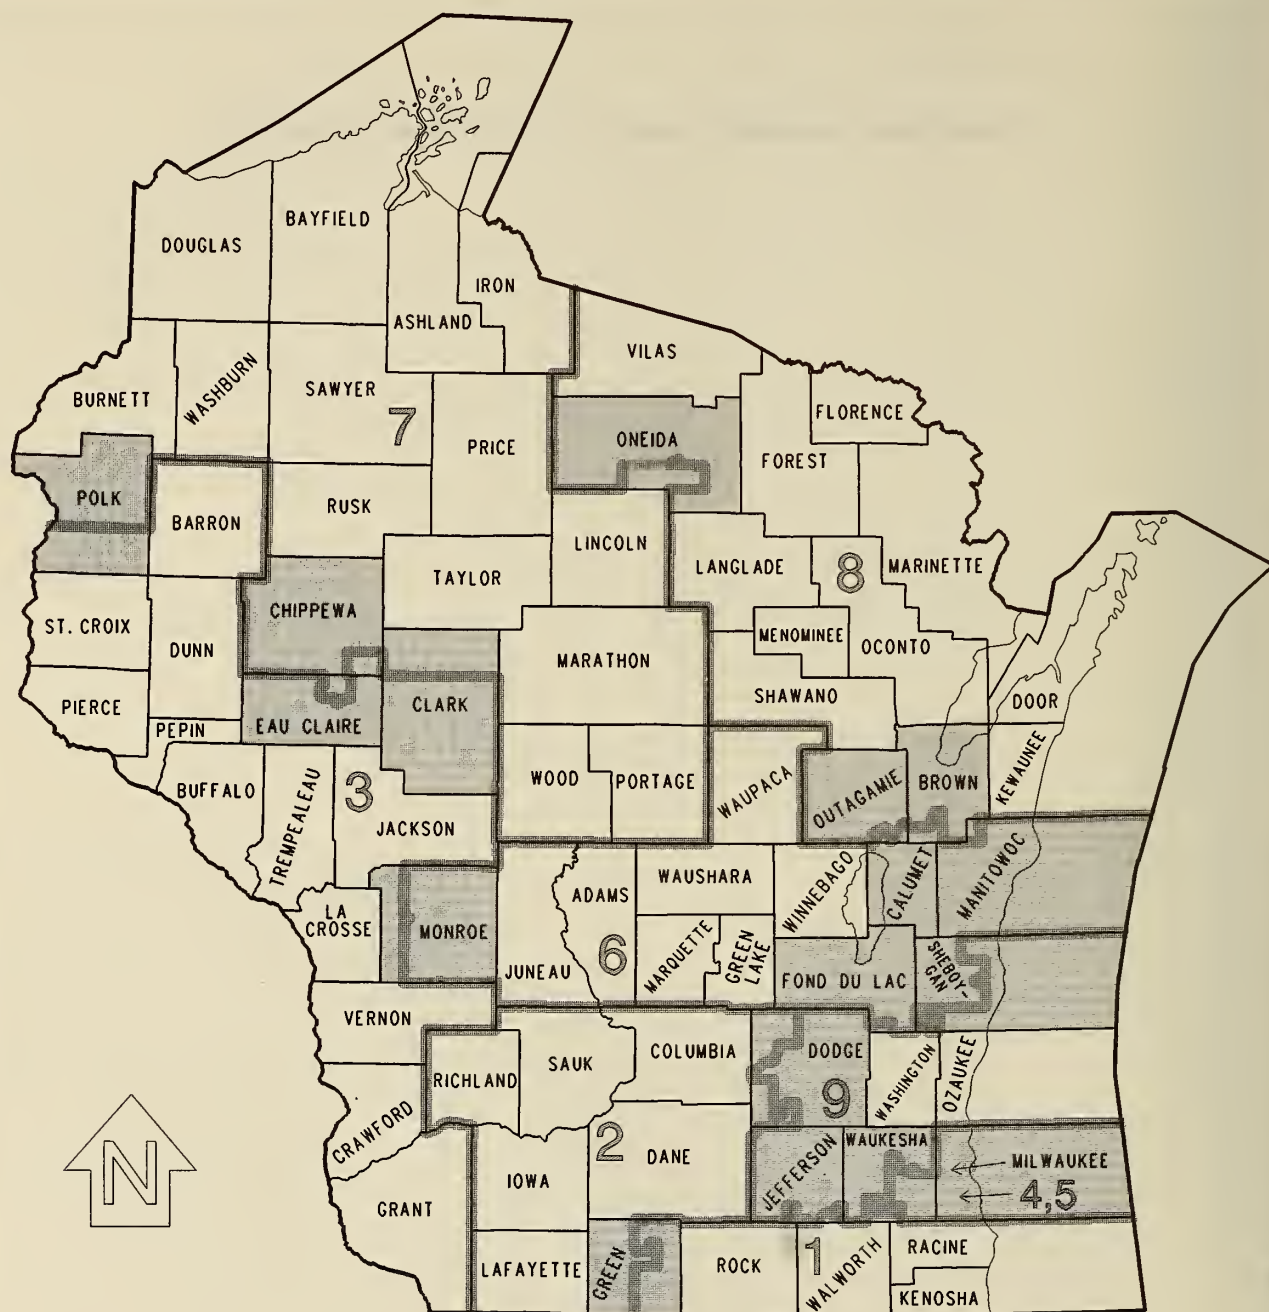 BAYFIELD
DOUGLAS
IRON
ASHLAND
VILAS
WASHBURN
SAWYER
BURNETT
7
FLORENCE
ONEIDA
PRICE
FOREST
POLK
RUSK
BARRON
LINCOLN
LANGLADE
MARINETTE
TAYLOR
8
CHIPPEWA
ST. CROIX
MENOMINEE
OCONTO
DUNN
MARATHON
SHAWANO
CLARK
PIERCE
DOOR
EAU CLAIRE
PEPIN
KEWAUNEE
WOOD
PORTAGE
WAUPACA
OUTAGAMIE
BROWN
BUFFALO
3
TREMPEALEAU
JACKSON
WAUSHARA
WINNEBAGO
CALUMET
MANITOWOC
ADAMS
LA
CROSSE
MONROE
6
MARQUETTE
GREEN
LAKE
JUNEAU
FOND DU LAC
SHEBOY-
GAN
VERNON
SAUK
COLUMBIA
DODGE
RICHLAND
9
WASHINGTON
OZAUKEE
CRAWFORD
2
DANE
JEFFERSON
WAUKESHA
MILWAUKEE
4,5
N
IOWA
GRANT
LAFAYETTE
GREEN
ROCK
1
WALWORTH
RACINE
KENOSHA